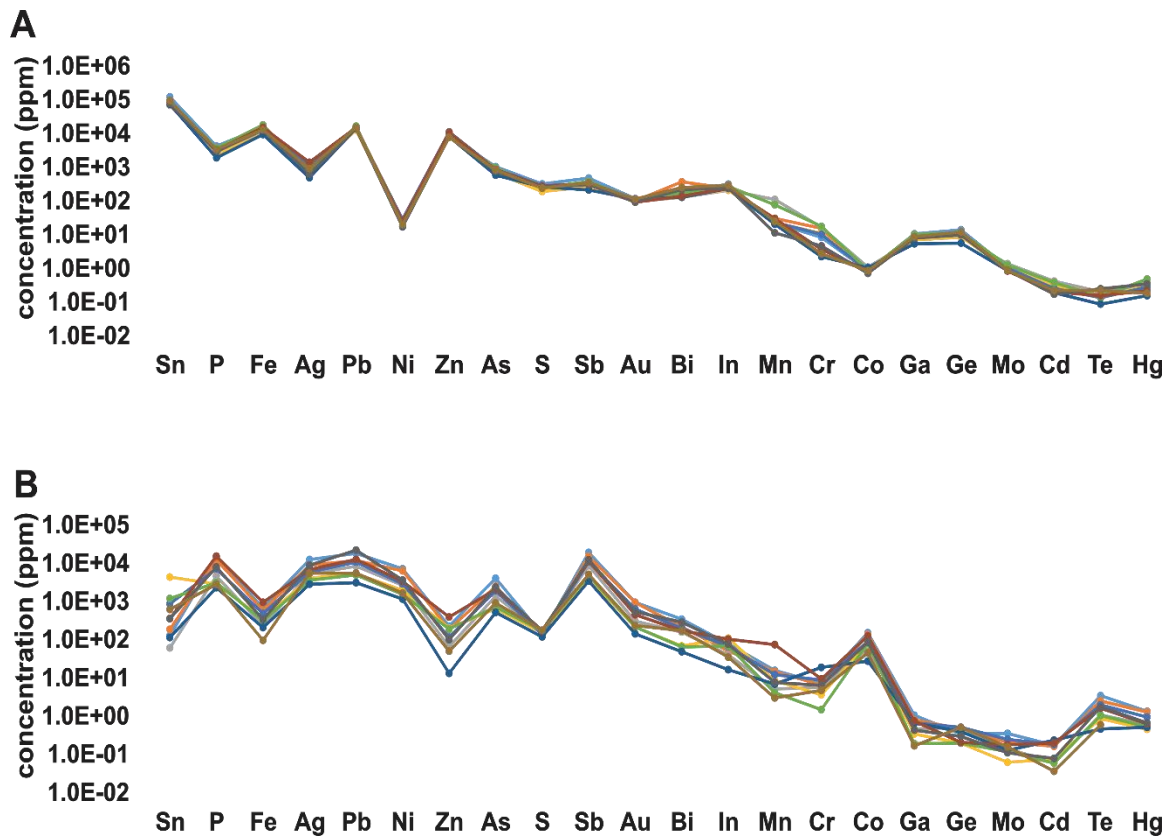 A
1.0E+06
1.0E+05
1.0E+04
1.0E+03
1.0E+02
1.0E+01
1.0E+00
1.0E-01
1.0E-02
concentration (ppm)
Sn P Fe Ag Pb Ni Zn As S Sb Au Bi In Mn Cr Co Ga Ge Mo Cd Te Hg
B
1.0E+05
1.0E+04
1.0E+03
1.0E+02
1.0E+01
1.0E+00
1.0E-01
1.0E-02
concentration (ppm)
Sn P Fe Ag Pb Ni Zn As S Sb Au Bi In Mn Cr Co Ga Ge Mo Cd Te Hg